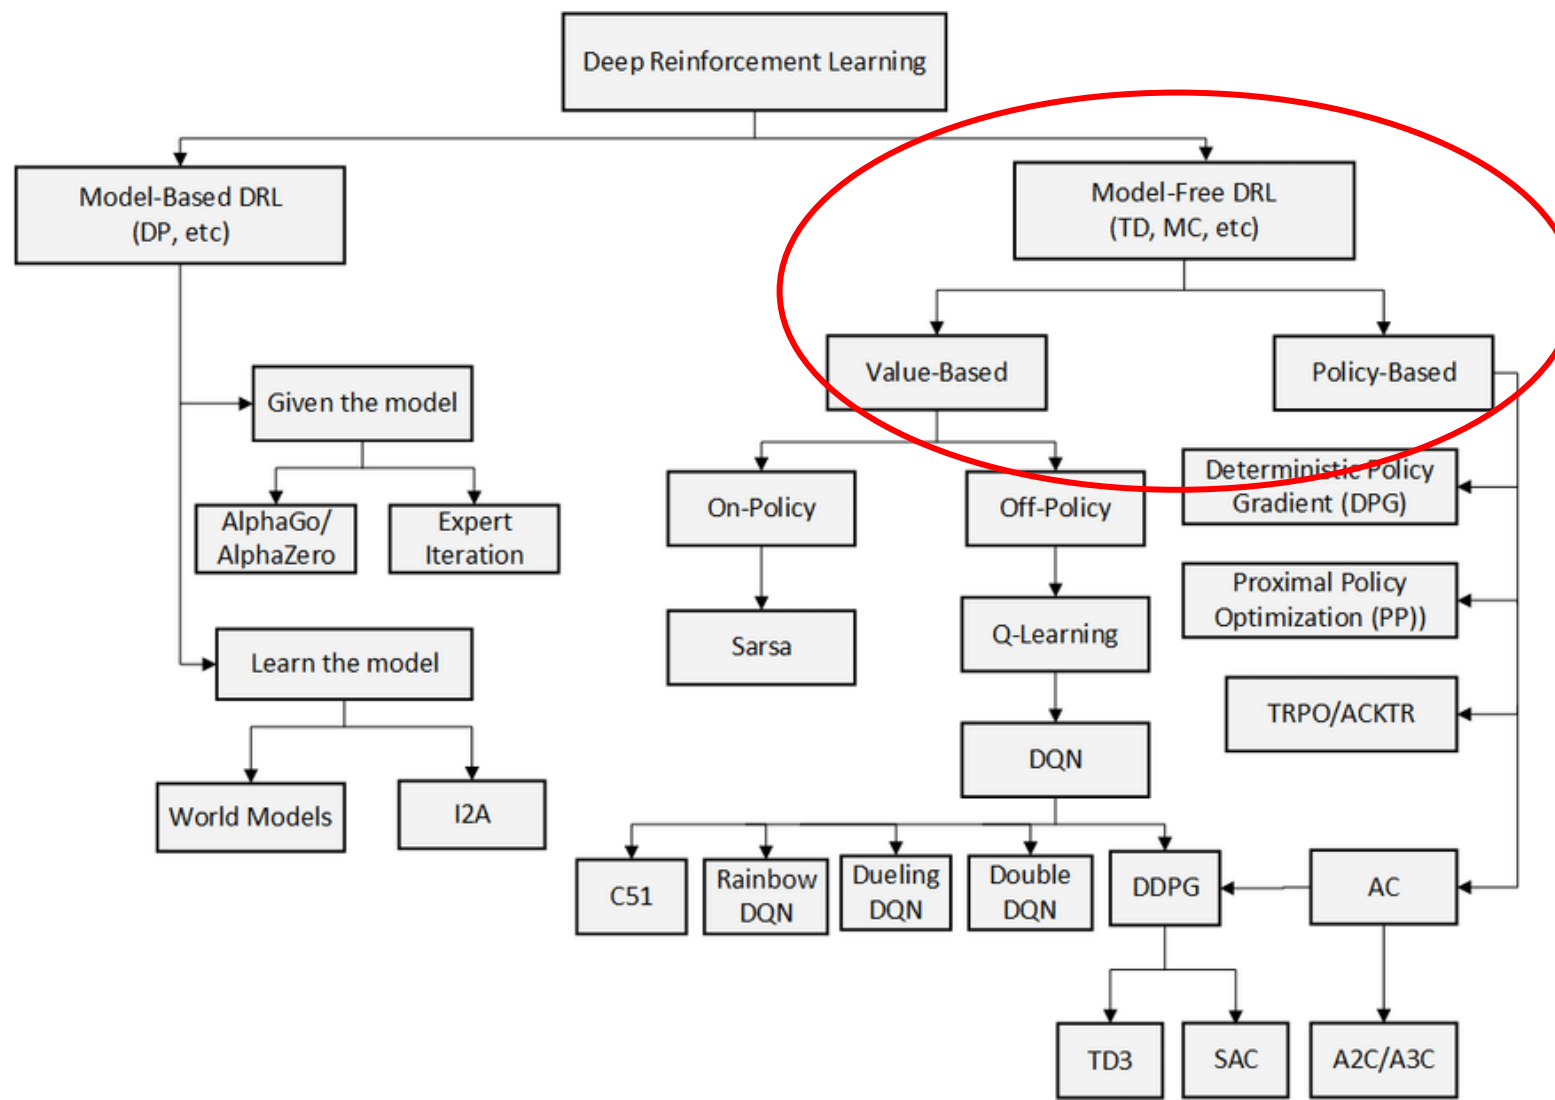 Deep Reinforcement Learning
Model-Based DRL
(DP, etc)
Model-Free DRL
(TD, MC, etc)
Given the model
Value-Based
Policy-Based
AlphaGo/
AlphaZero
Expert
Iteration
On-Policy
Off-Policy
Deterministic Policy
Gradient (DPG)
Learn the model
Sarsa
Q-Learning
Proximal Policy
Optimization (PP))
World Models
I2A
DQN
TRPO/ACKTR
C51
Rainbow
DQN
Dueling
DQN
Double
DQN
DDPG
AC
TD3
SAC
A2C/A3C